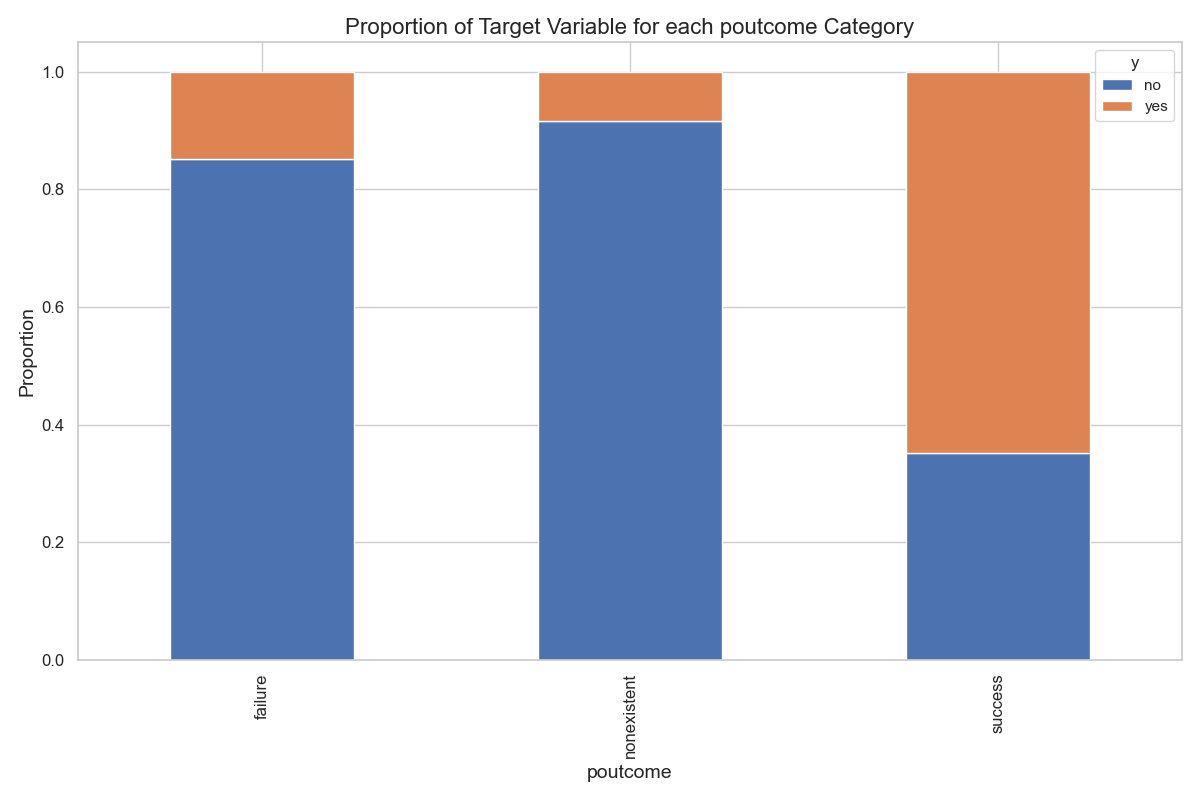 Proportion of Target Variable for each poutcome Category
y
no
yes
1.0
0.8
0.6
0.4
0.2
0.0
Proportion
failure
nonexistent
success
poutcome